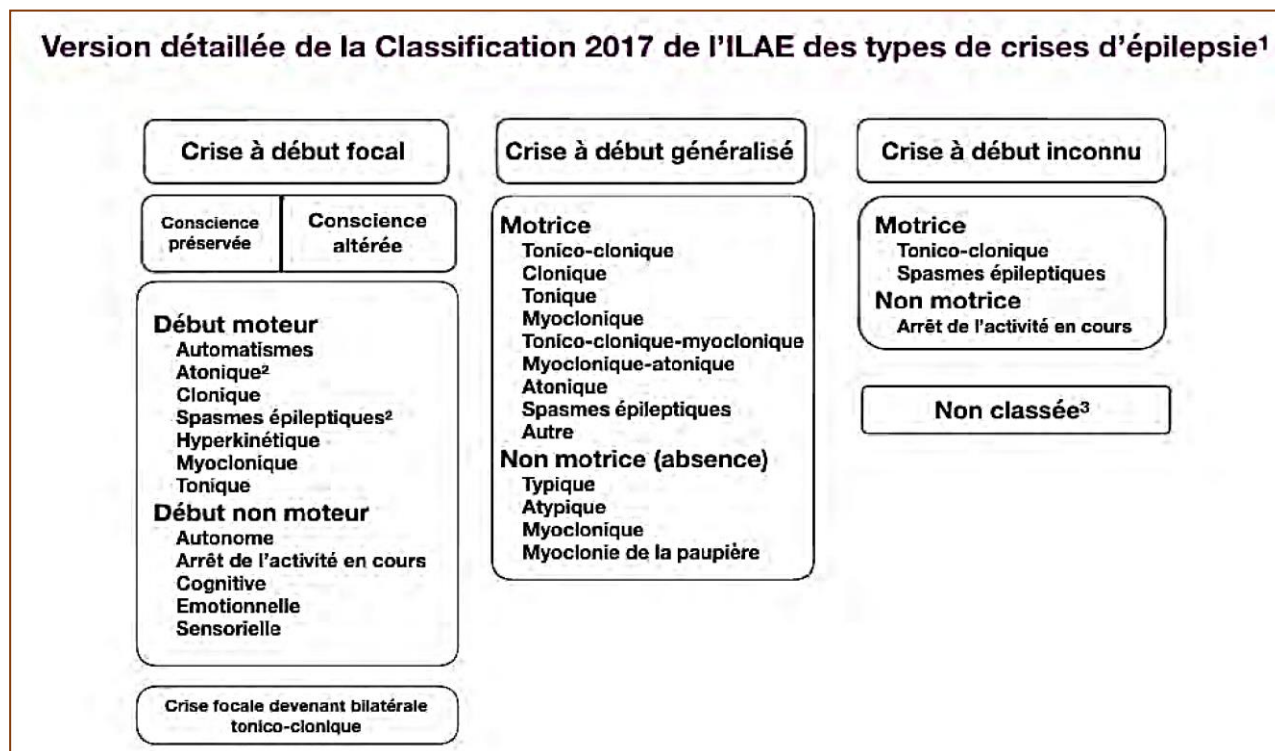 Version détaillée de la Classification 2017 de l'ILAE des types de crises d'épilepsie¹
Crise à début focal
Conscience
préservée
Conscience
altérée
Début moteur
Automatismes
Atonique²
Clonique
Spasmes épileptiques²
Hyperkinétique
Myoclonique
Tonique
Début non moteur
Autonome
Arrêt de l'activité en cours
Cognitive
Emotionnelle
Sensorielle
Crise focale devenant bilatérale
tonico-clonique
Crise à début généralisé
Motrice
Tonico-clonique
Clonique
Tonique
Myoclonique
Tonico-clonique-myoclonique
Myoclonique-atonique
Atonique
Spasmes épileptiques
Autre
Non motrice (absence)
Typique
Atypique
Myoclonique
Myoclonie de la paupière
Crise à début inconnu
Motrice
Tonico-clonique
Spasmes épileptiques
Non motrice
Arrêt de l'activité en cours
Non classée³